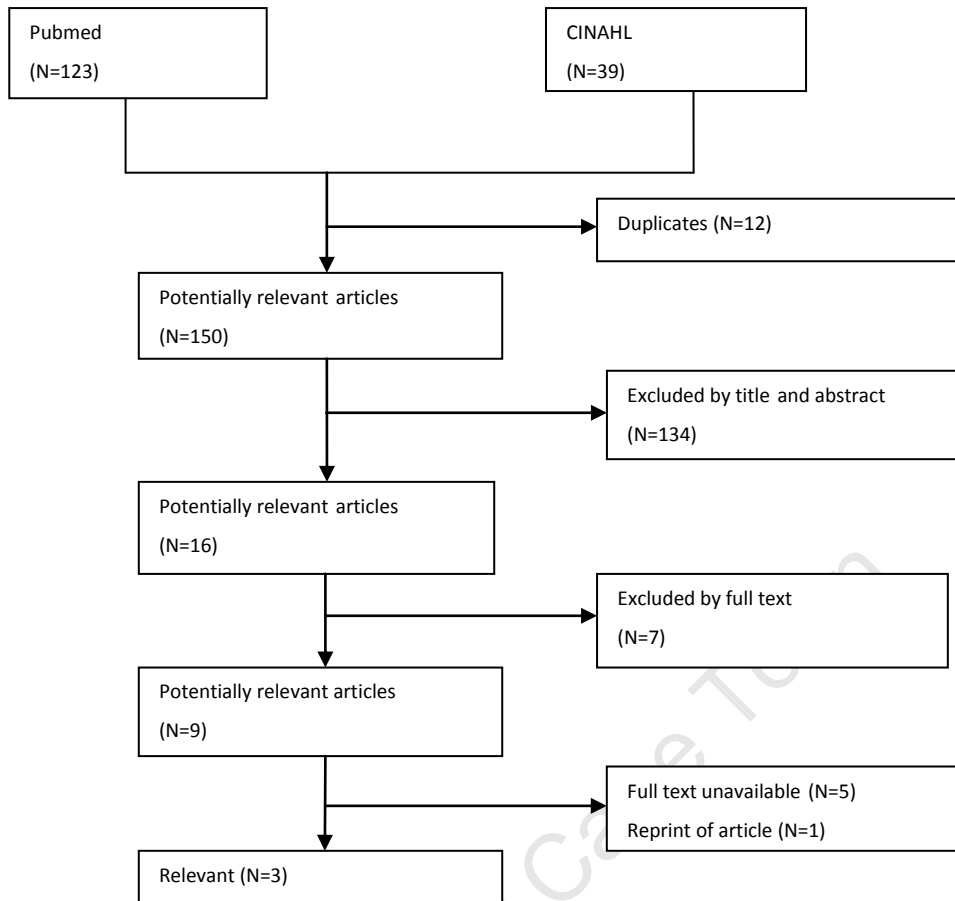 Pubmed
(N=123)
CINAHL
(N=39)
Duplicates (N=12)
Potentially relevant articles
(N=150)
Excluded by title and abstract
(N=134)
Potentially relevant articles
(N=16)
Excluded by full text
(N=7)
Potentially relevant articles
(N=9)
Full text unavailable (N=5)
Reprint of article (N=1)
Relevant (N=3)